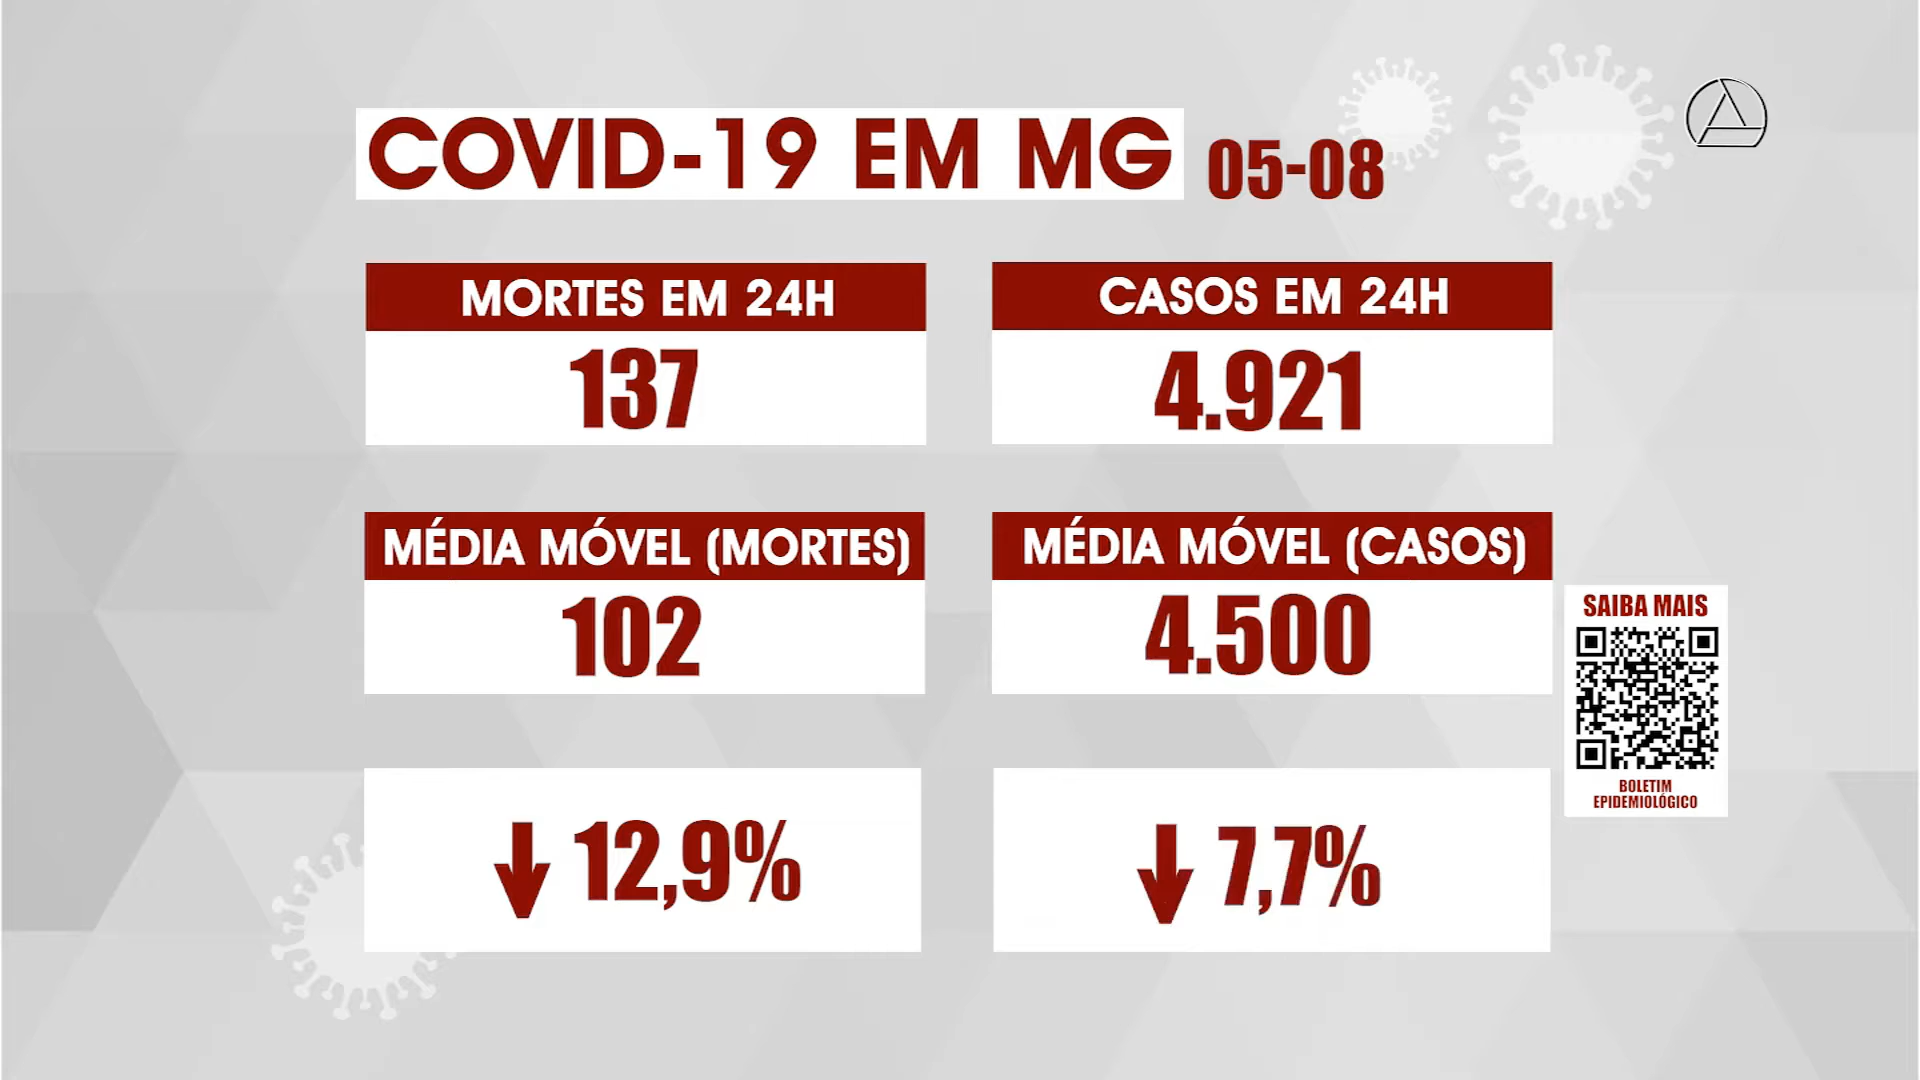 COVID-19 EM MG 05-08
MORTES EM 24H
137
CASOS EM 24H
4.921
MÉDIA MÓVEL (MORTES)
102
MÉDIA MÓVEL (CASOS)
4.500
12,9%
7,7%
SAIBA MAIS
BOLETIM
EPIDEMIOLÓGICO